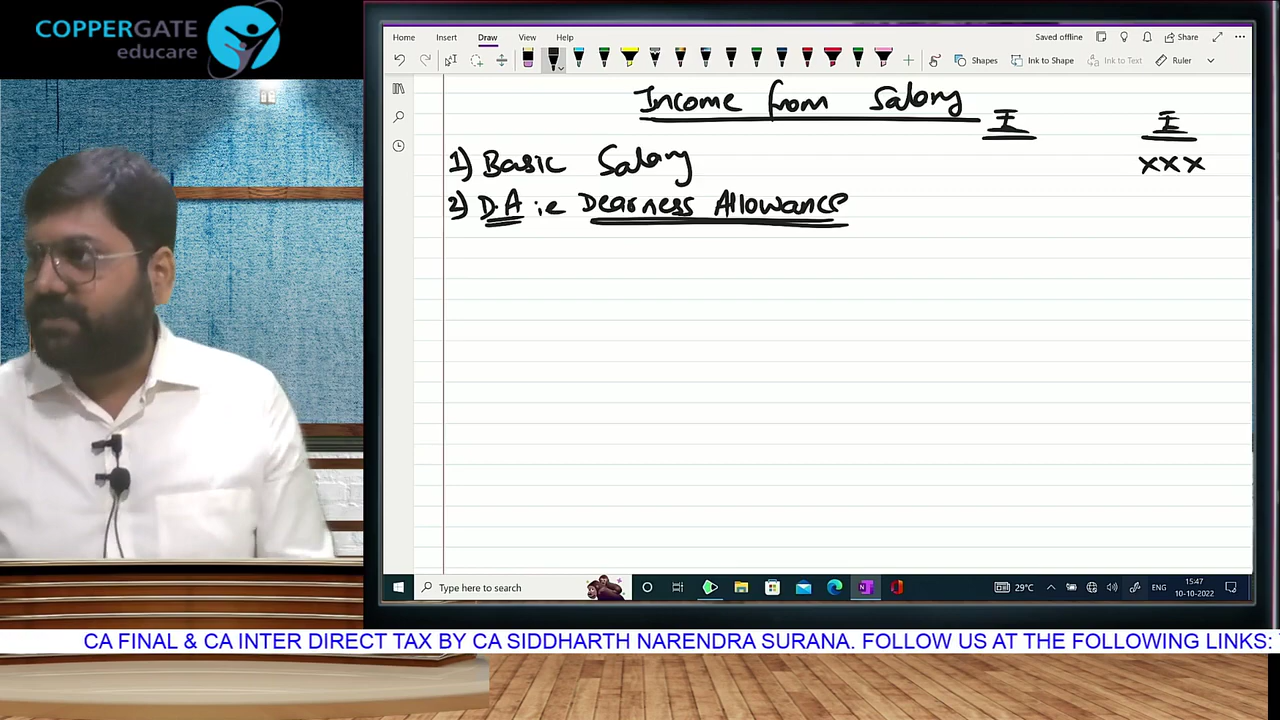 COPPERGATE
educare
Home Insert Draw View Help
Saved offline
Share
Shapes
Ink to Shape
Ink to Text
Ruler
Income from Salary
₹ ₹
1) Basic Salary xxx
2) D.A i.e Dearness Allowance
Type here to search
29°C
ENG
15:47
10-10-2022
CA FINAL & CA INTER DIRECT TAX BY CA SIDDHARTH NARENDRA SURANA. FOLLOW US AT THE FOLLOWING LINKS: